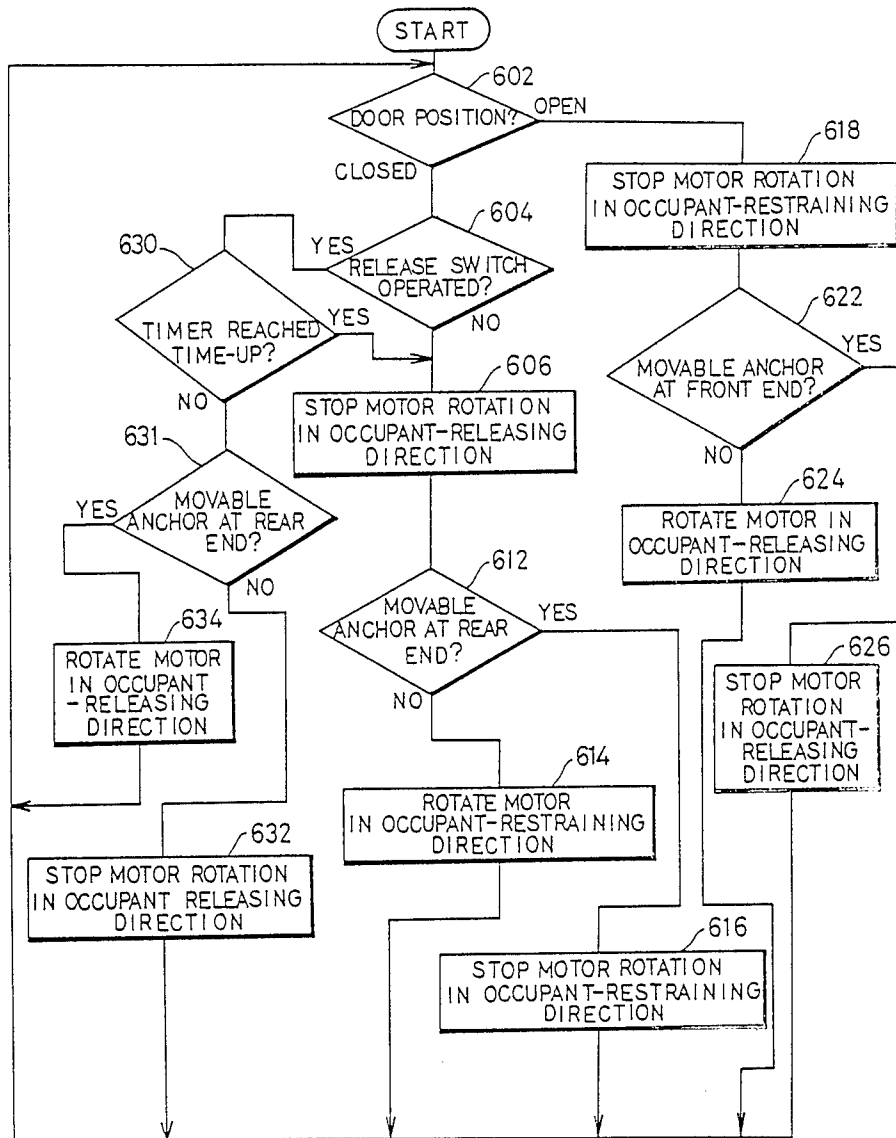 START
602
DOOR POSITION?
OPEN
CLOSED
618
STOP MOTOR ROTATION
IN OCCUPANT-RESTRAINING
DIRECTION
604
YES
RELEASE SWITCH
OPERATED?
NO
630
TIMER REACHED
TIME-UP?
YES
NO
622
YES
MOVABLE ANCHOR
AT FRONT END?
NO
606
STOP MOTOR ROTATION
IN OCCUPANT-RELEASING
DIRECTION
631
YES
MOVABLE
ANCHOR AT REAR
END?
NO
624
ROTATE MOTOR IN
OCCUPANT-RELEASING
DIRECTION
612
MOVABLE
ANCHOR AT REAR
END?
YES
NO
634
ROTATE MOTOR
IN OCCUPANT
-RELEASING
DIRECTION
626
STOP MOTOR
ROTATION
IN OCCUPANT-
RELEASING
DIRECTION
614
ROTATE MOTOR
IN OCCUPANT-RESTRAINING
DIRECTION
632
STOP MOTOR ROTATION
IN OCCUPANT RELEASING
DIRECTION
616
STOP MOTOR ROTATION
IN OCCUPANT-RESTRAINING
DIRECTION